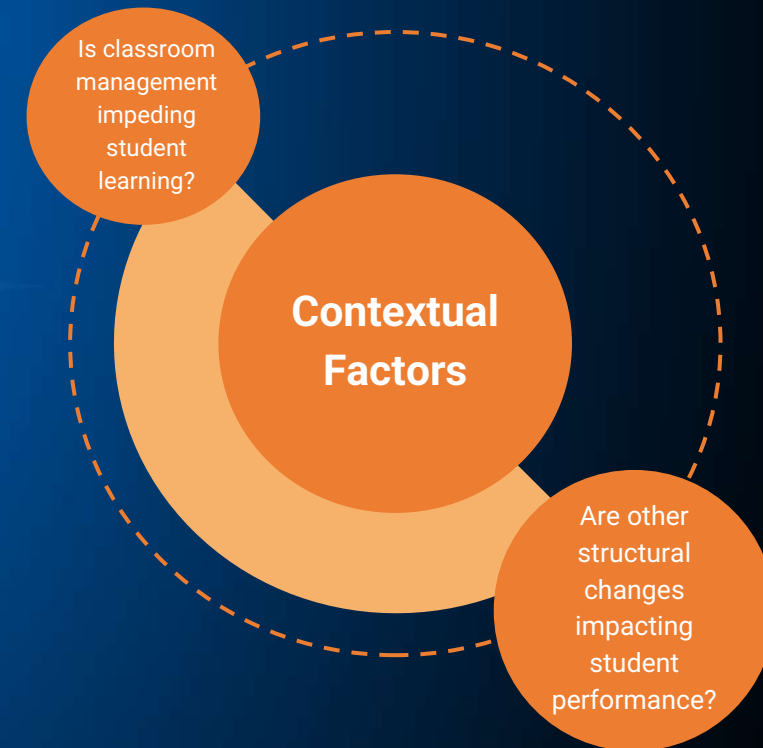 Is classroom
management
impeding
student
learning?
Contextual
Factors
Are other
structural
changes
impacting
student
performance?